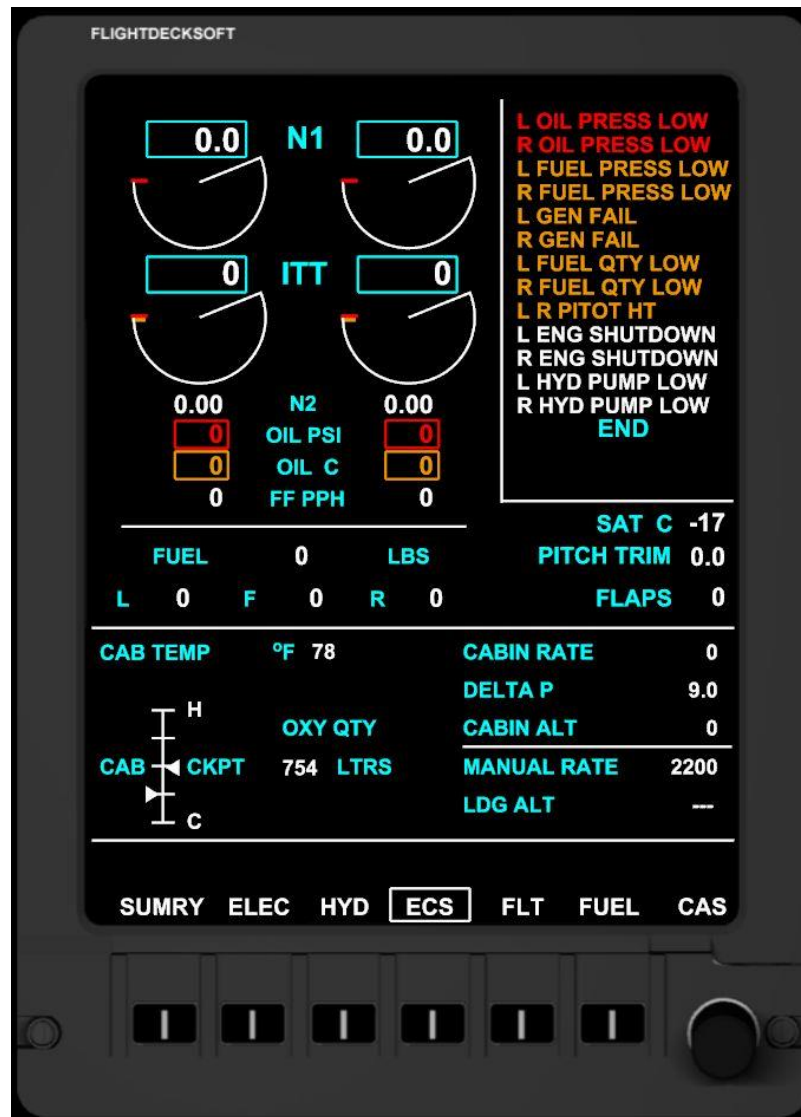 FLIGHTDECKSOFT
0.0 N1 0.0
0 ITT 0
0.00 N2 0.00
0 OIL PSI 0
0 OIL C 0
0 FF PPH 0
L OIL PRESS LOW
R OIL PRESS LOW
L FUEL PRESS LOW
R FUEL PRESS LOW
L GEN FAIL
R GEN FAIL
L FUEL QTY LOW
R FUEL QTY LOW
L R PITOT HT
L ENG SHUTDOWN
R ENG SHUTDOWN
L HYD PUMP LOW
R HYD PUMP LOW
END
FUEL 0 LBS
L 0 F 0 R 0
SAT C -17
PITCH TRIM 0.0
FLAPS 0
CAB TEMP ºF 78
H
OXY QTY
CAB CKPT 754 LTRS
C
CABIN RATE 0
DELTA P 9.0
CABIN ALT 0
MANUAL RATE 2200
LDG ALT ---
SUMRY ELEC HYD ECS FLT FUEL CAS